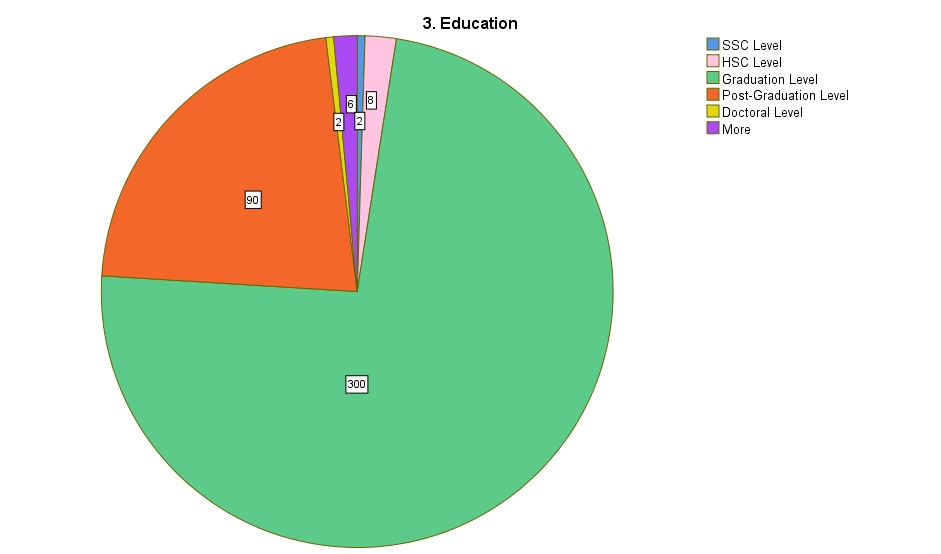 3. Education
SSC Level
HSC Level
Graduation Level
Post-Graduation Level
Doctoral Level
More
6
8
2
2
90
300